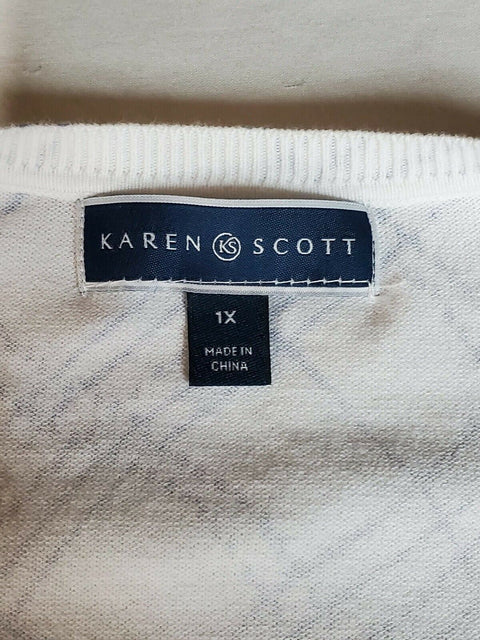 KAREN KS SCOTT
1X
MADE IN
CHINA